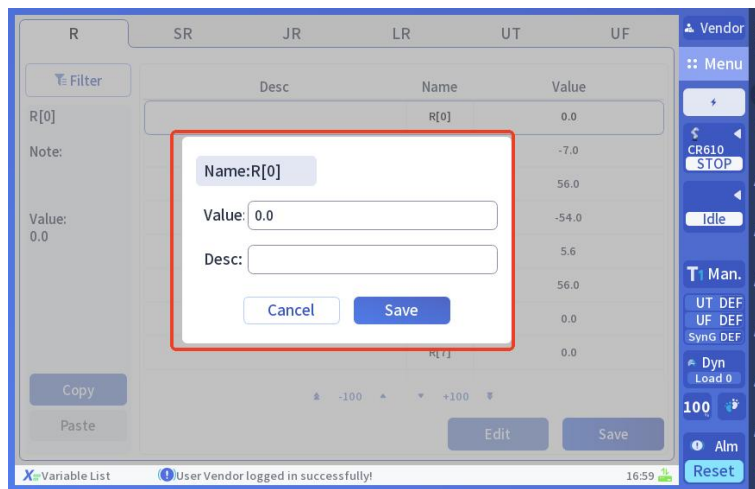 R SR JR LR UT UF
Filter
Desc Name Value
R[0]
R[0] 0.0
Note:
-7.0
56.0
Value:
0.0
-54.0
5.6
56.0
0.0
R[7] 0.0
Name:R[0]
Value: 0.0
Desc:
Cancel Save
Copy
Paste
-100 +100
Edit Save
Variable List
User Vendor logged in successfully!
16:59
Vendor
Menu
CR610
STOP
Idle
T1 Man.
UT DEF
UF DEF
SynG DEF
Dyn
Load 0
100%
Alm
Reset